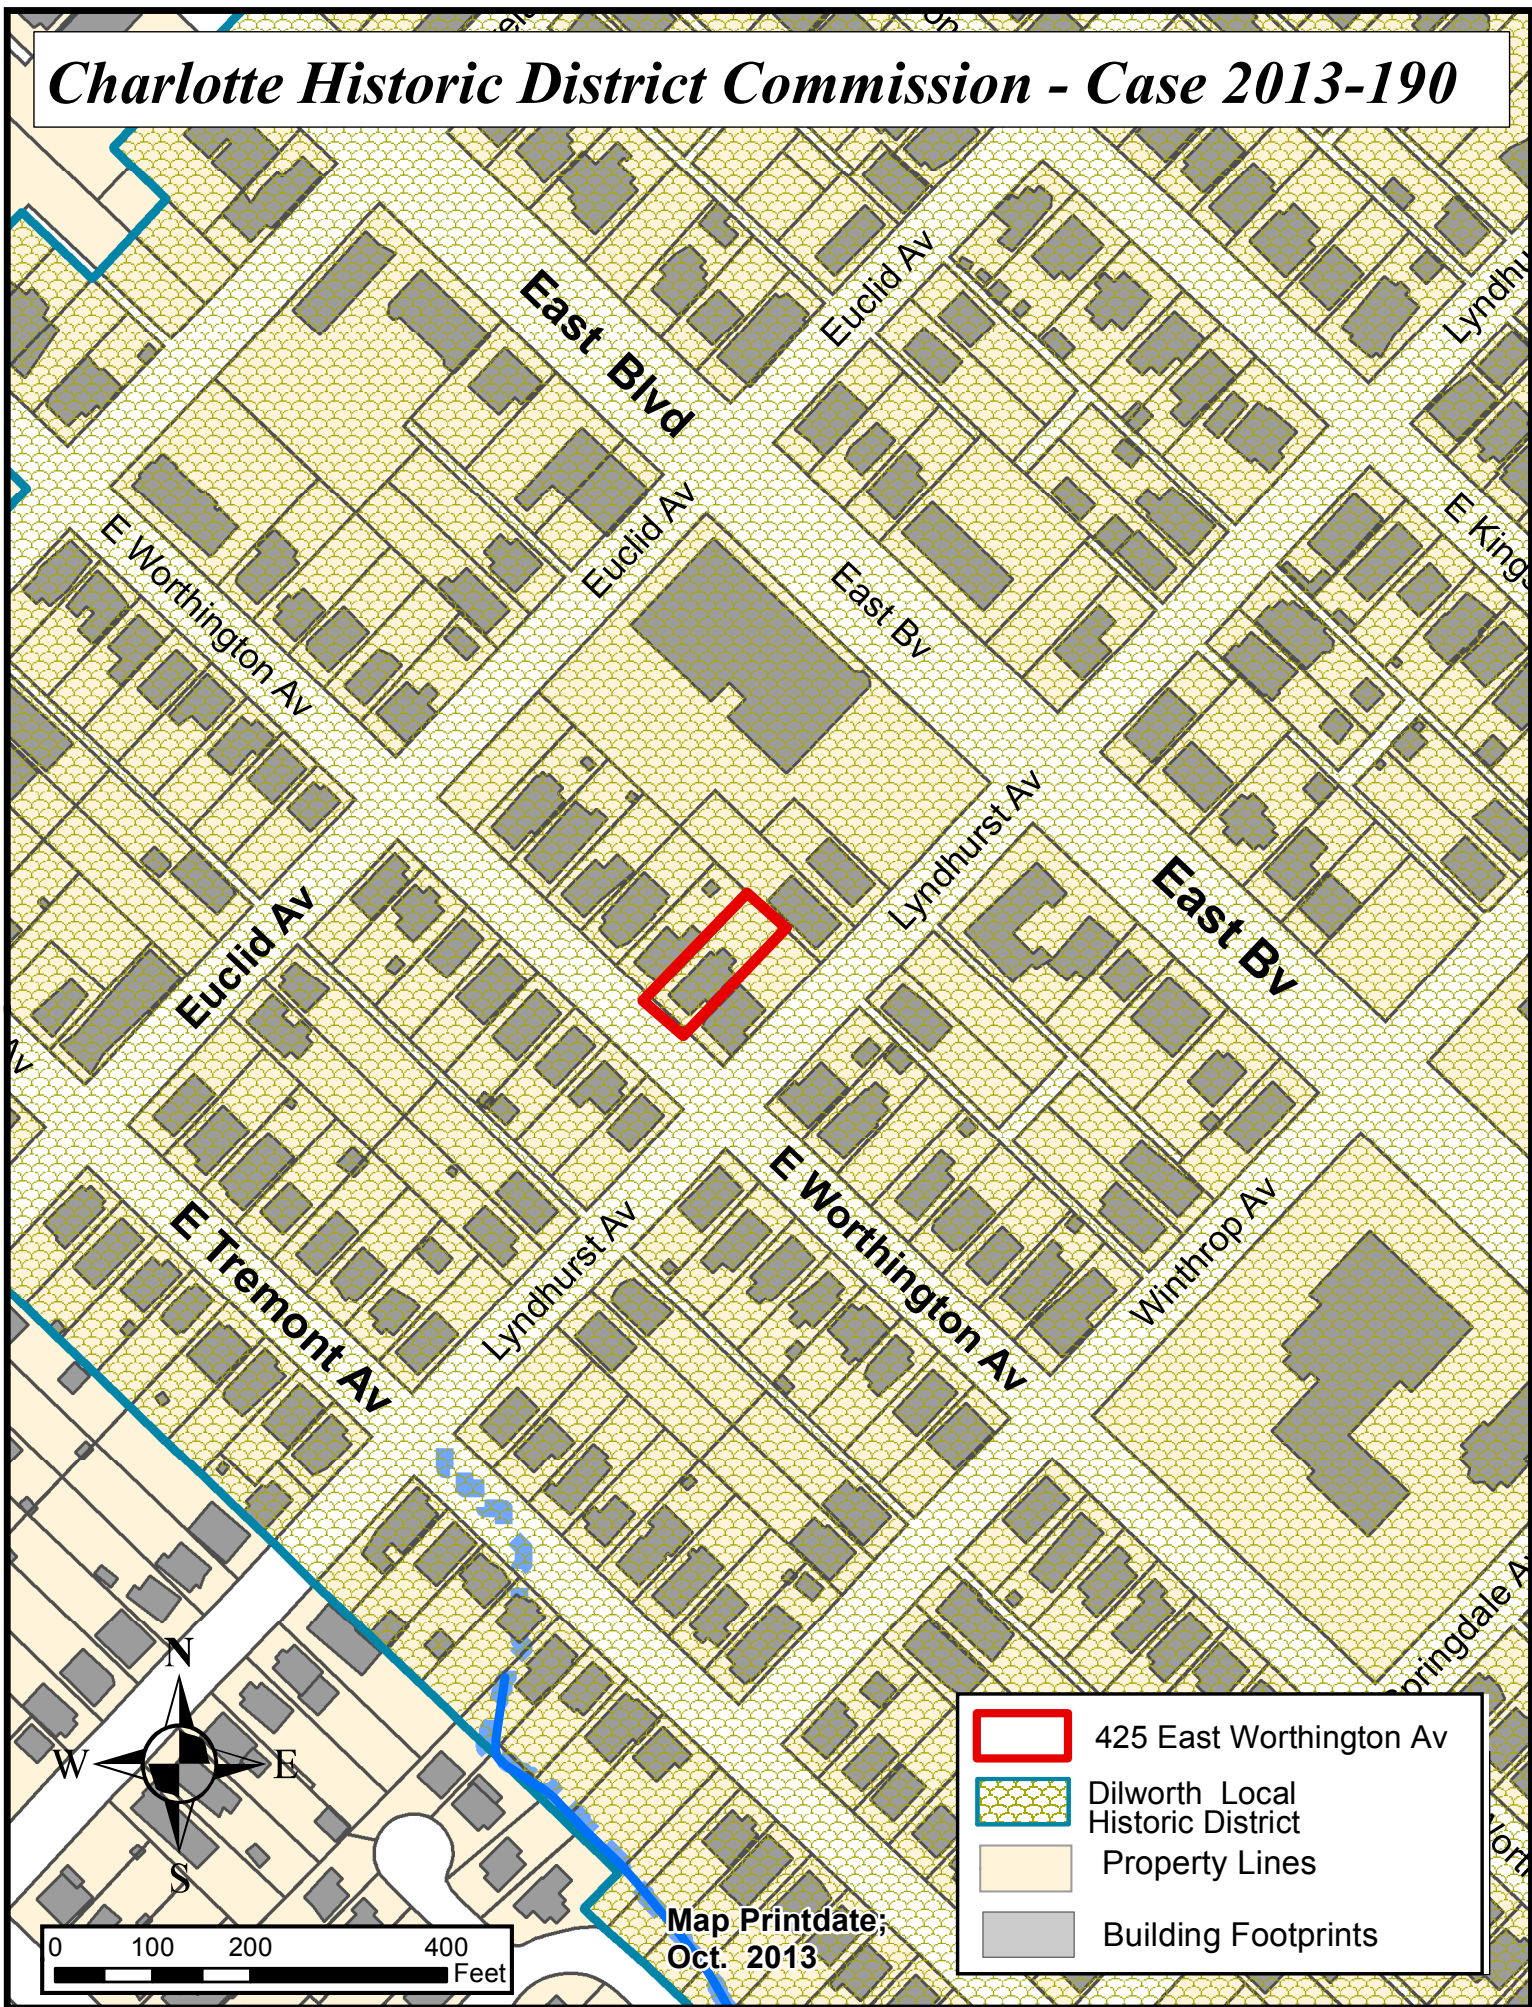 Charlotte Historic District Commission - Case 2013-190
Euclid Av
East Blvd
Euclid Av
East Bv
E Worthington Av
Lyndhurst Av
East Bv
Euclid Av
E Worthington Av
Winthrop Av
E Tremont Av
Lyndhurst Av
Springdale Av
N
W
E
S
0 100 200 400
Feet
Map Printdate;
Oct. 2013
425 East Worthington Av
Dilworth Local
Historic District
Property Lines
Building Footprints